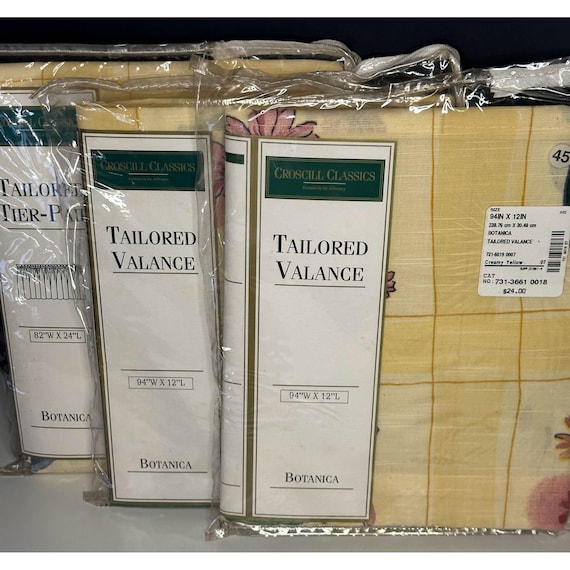 TAILORED
TIER-PAIR
82"W X 24"L
BOTANICA
CROSCILL CLASSICS
TAILORED
VALANCE
94"W X 12"L
BOTANICA
CROSCILL CLASSICS
TAILORED
VALANCE
94"W X 12"L
BOTANICA
45
SIZE
94IN X 12IN
238.76 cm X 30.48 cm
BOTANICA
TAILORED VALANCE
Creamy Yellow 07
CAT
NO: 731-3661 0018
$24.00